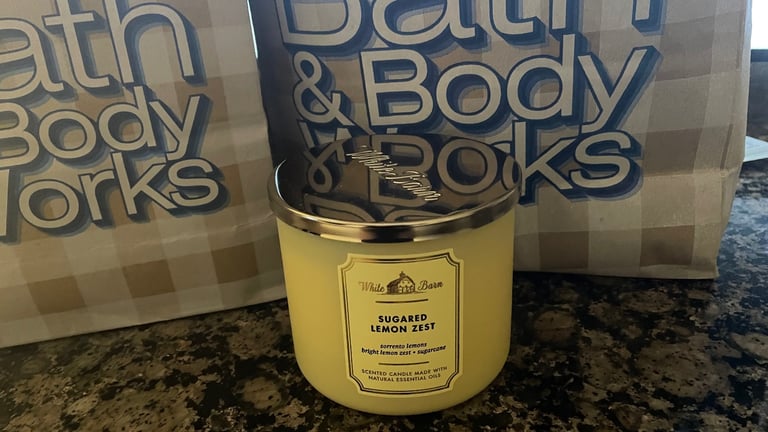 Bath
& Body
Works
Bath
& Body
Works
White Barn
White Barn
SUGARED
LEMON ZEST
sorrento lemons
bright lemon zest + sugarcane
SCENTED CANDLE MADE WITH
NATURAL ESSENTIAL OILS